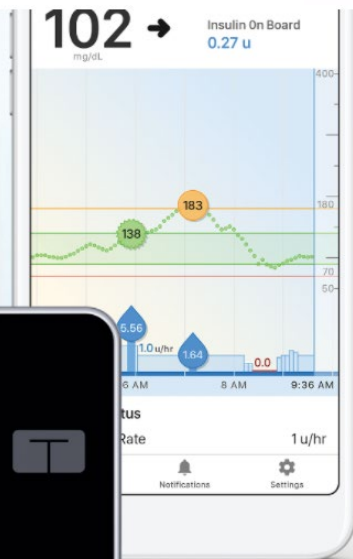 102
mg/dL
Insulin On Board
0.27 u
400
138
183
180
70
50
5.56
1.0 u/hr
1.64
0.0
6 AM
8 AM
9:36 AM
tus
Rate
1 u/hr
Notifications
Settings
T